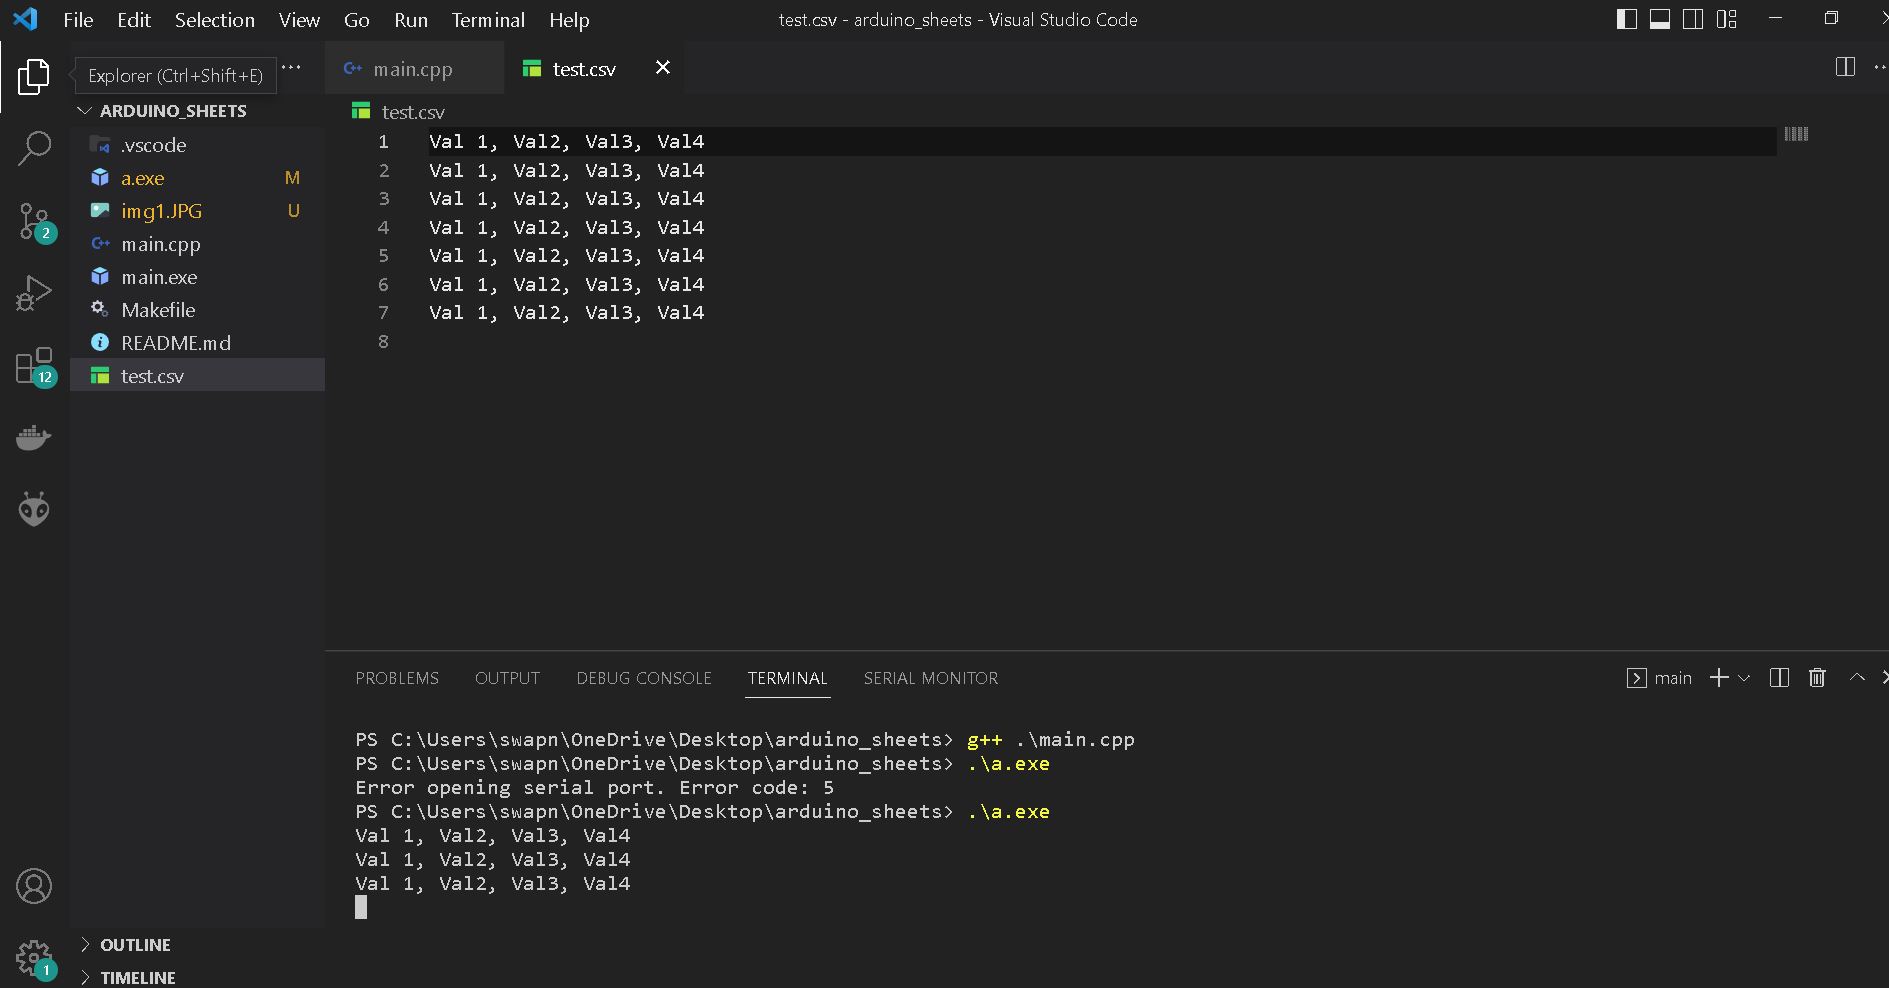 File Edit Selection View Go Run Terminal Help test.csv - arduino_sheets - Visual Studio Code
Explorer (Ctrl+Shift+E) ...
main.cpp test.csv
ARDUINO_SHEETS
.vscode
a.exe M
img1.JPG U
main.cpp
main.exe
Makefile
README.md
test.csv
2
12
test.csv
1 Val 1, Val2, Val3, Val4
2 Val 1, Val2, Val3, Val4
3 Val 1, Val2, Val3, Val4
4 Val 1, Val2, Val3, Val4
5 Val 1, Val2, Val3, Val4
6 Val 1, Val2, Val3, Val4
7 Val 1, Val2, Val3, Val4
8
PROBLEMS OUTPUT DEBUG CONSOLE TERMINAL SERIAL MONITOR main
PS C:\Users\swapn\OneDrive\Desktop\arduino_sheets> g++ .\main.cpp
PS C:\Users\swapn\OneDrive\Desktop\arduino_sheets> .\a.exe
Error opening serial port. Error code: 5
PS C:\Users\swapn\OneDrive\Desktop\arduino_sheets> .\a.exe
Val 1, Val2, Val3, Val4
Val 1, Val2, Val3, Val4
Val 1, Val2, Val3, Val4
OUTLINE
1
TIMELINE